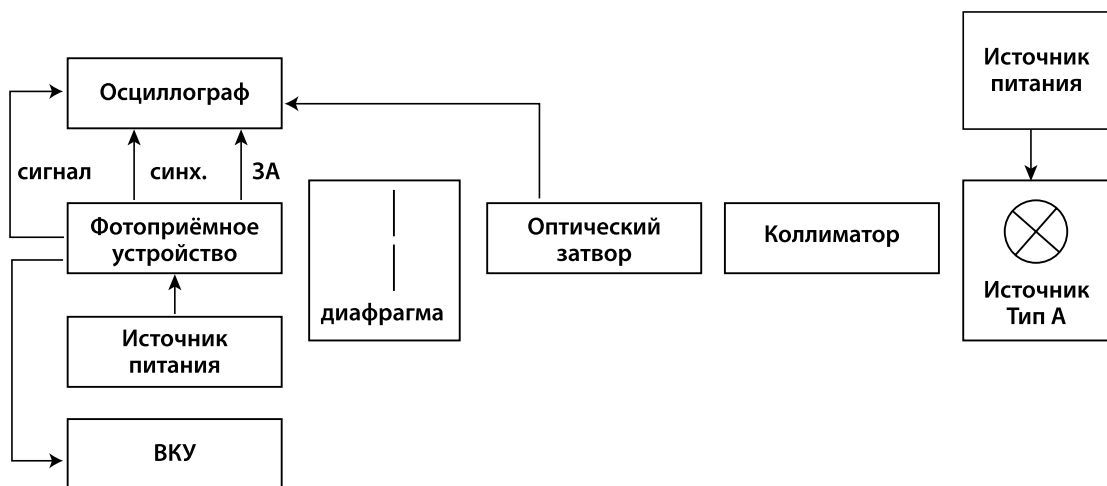 Источник
питания
Осциллограф
сигнал
синх.
ЗА
Фотоприёмное
устройство
Оптический
затвор
Коллиматор
диафрагма
Источник
Тип А
Источник
питания
ВКУ